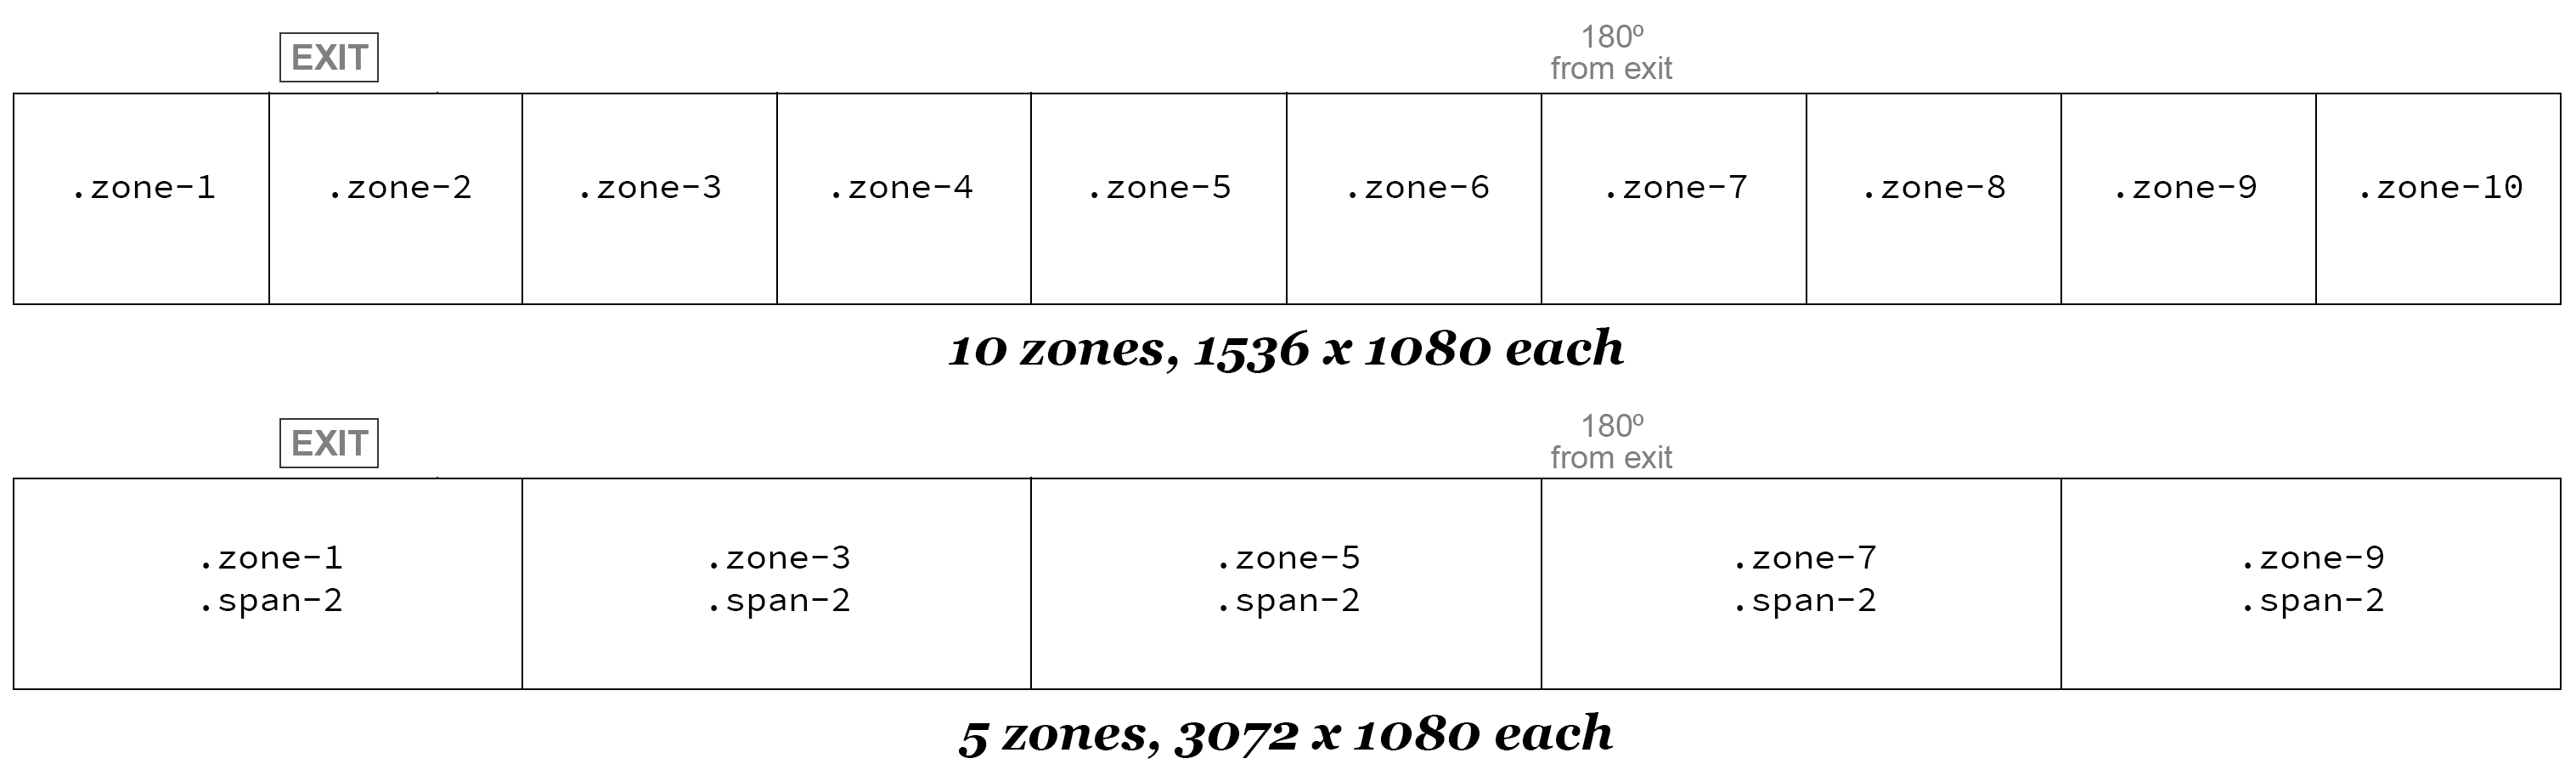 EXIT
180º
from exit
.zone-1 .zone-2 .zone-3 .zone-4 .zone-5 .zone-6 .zone-7 .zone-8 .zone-9 .zone-10
10 zones, 1536 x 1080 each
EXIT
180º
from exit
.zone-1 .zone-3 .zone-5 .zone-7 .zone-9
.span-2 .span-2 .span-2 .span-2 .span-2
5 zones, 3072 x 1080 each